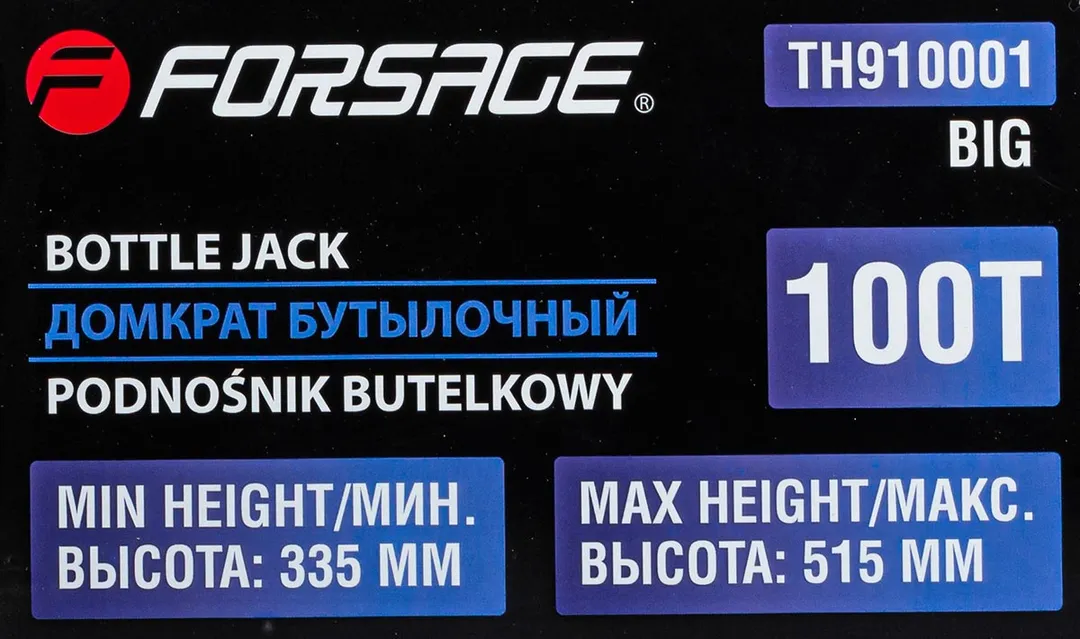 FORSAGE®
TH910001
BIG
BOTTLE JACK
ДОМКРАТ БУТЫЛОЧНЫЙ
PODNOŚNIK BUTELKOWY
100T
MIN HEIGHT/МИН.
ВЫСОТА: 335 ММ
MAX HEIGHT/МАКС.
ВЫСОТА: 515 ММ